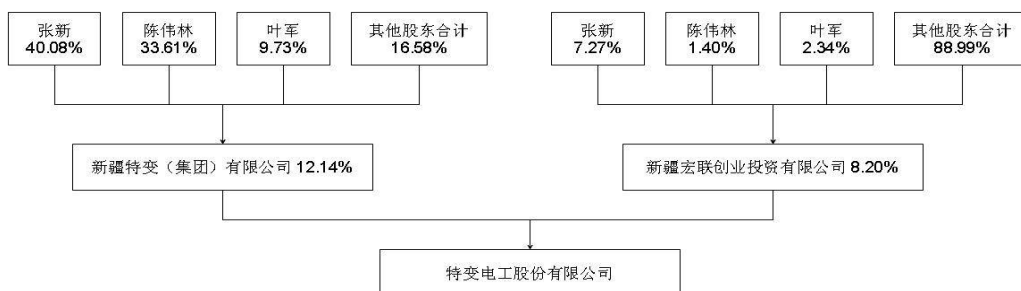 张新
40.08%
陈伟林
33.61%
叶军
9.73%
其他股东合计
16.58%
张新
7.27%
陈伟林
1.40%
叶军
2.34%
其他股东合计
88.99%
新疆特变（集团）有限公司 12.14%
新疆宏联创业投资有限公司 8.20%
特变电工股份有限公司